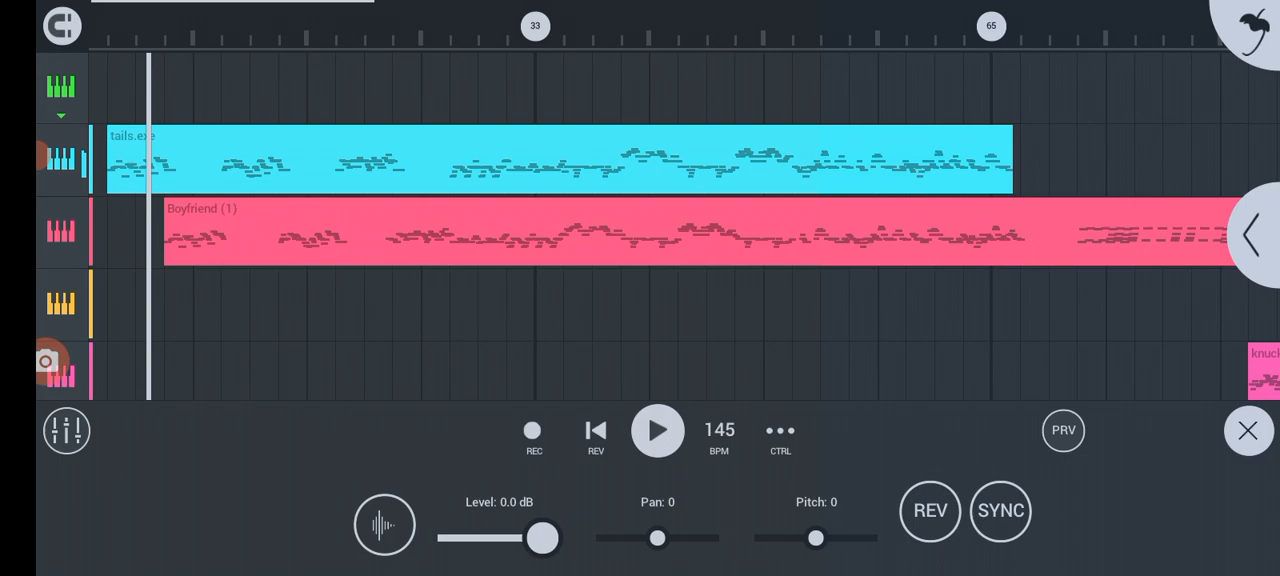 33
65
tails.exe
Boyfriend (1)
knuck
145
PRV
REC
REV
BPM
CTRL
Level: 0.0 dB
Pan: 0
Pitch: 0
REV
SYNC